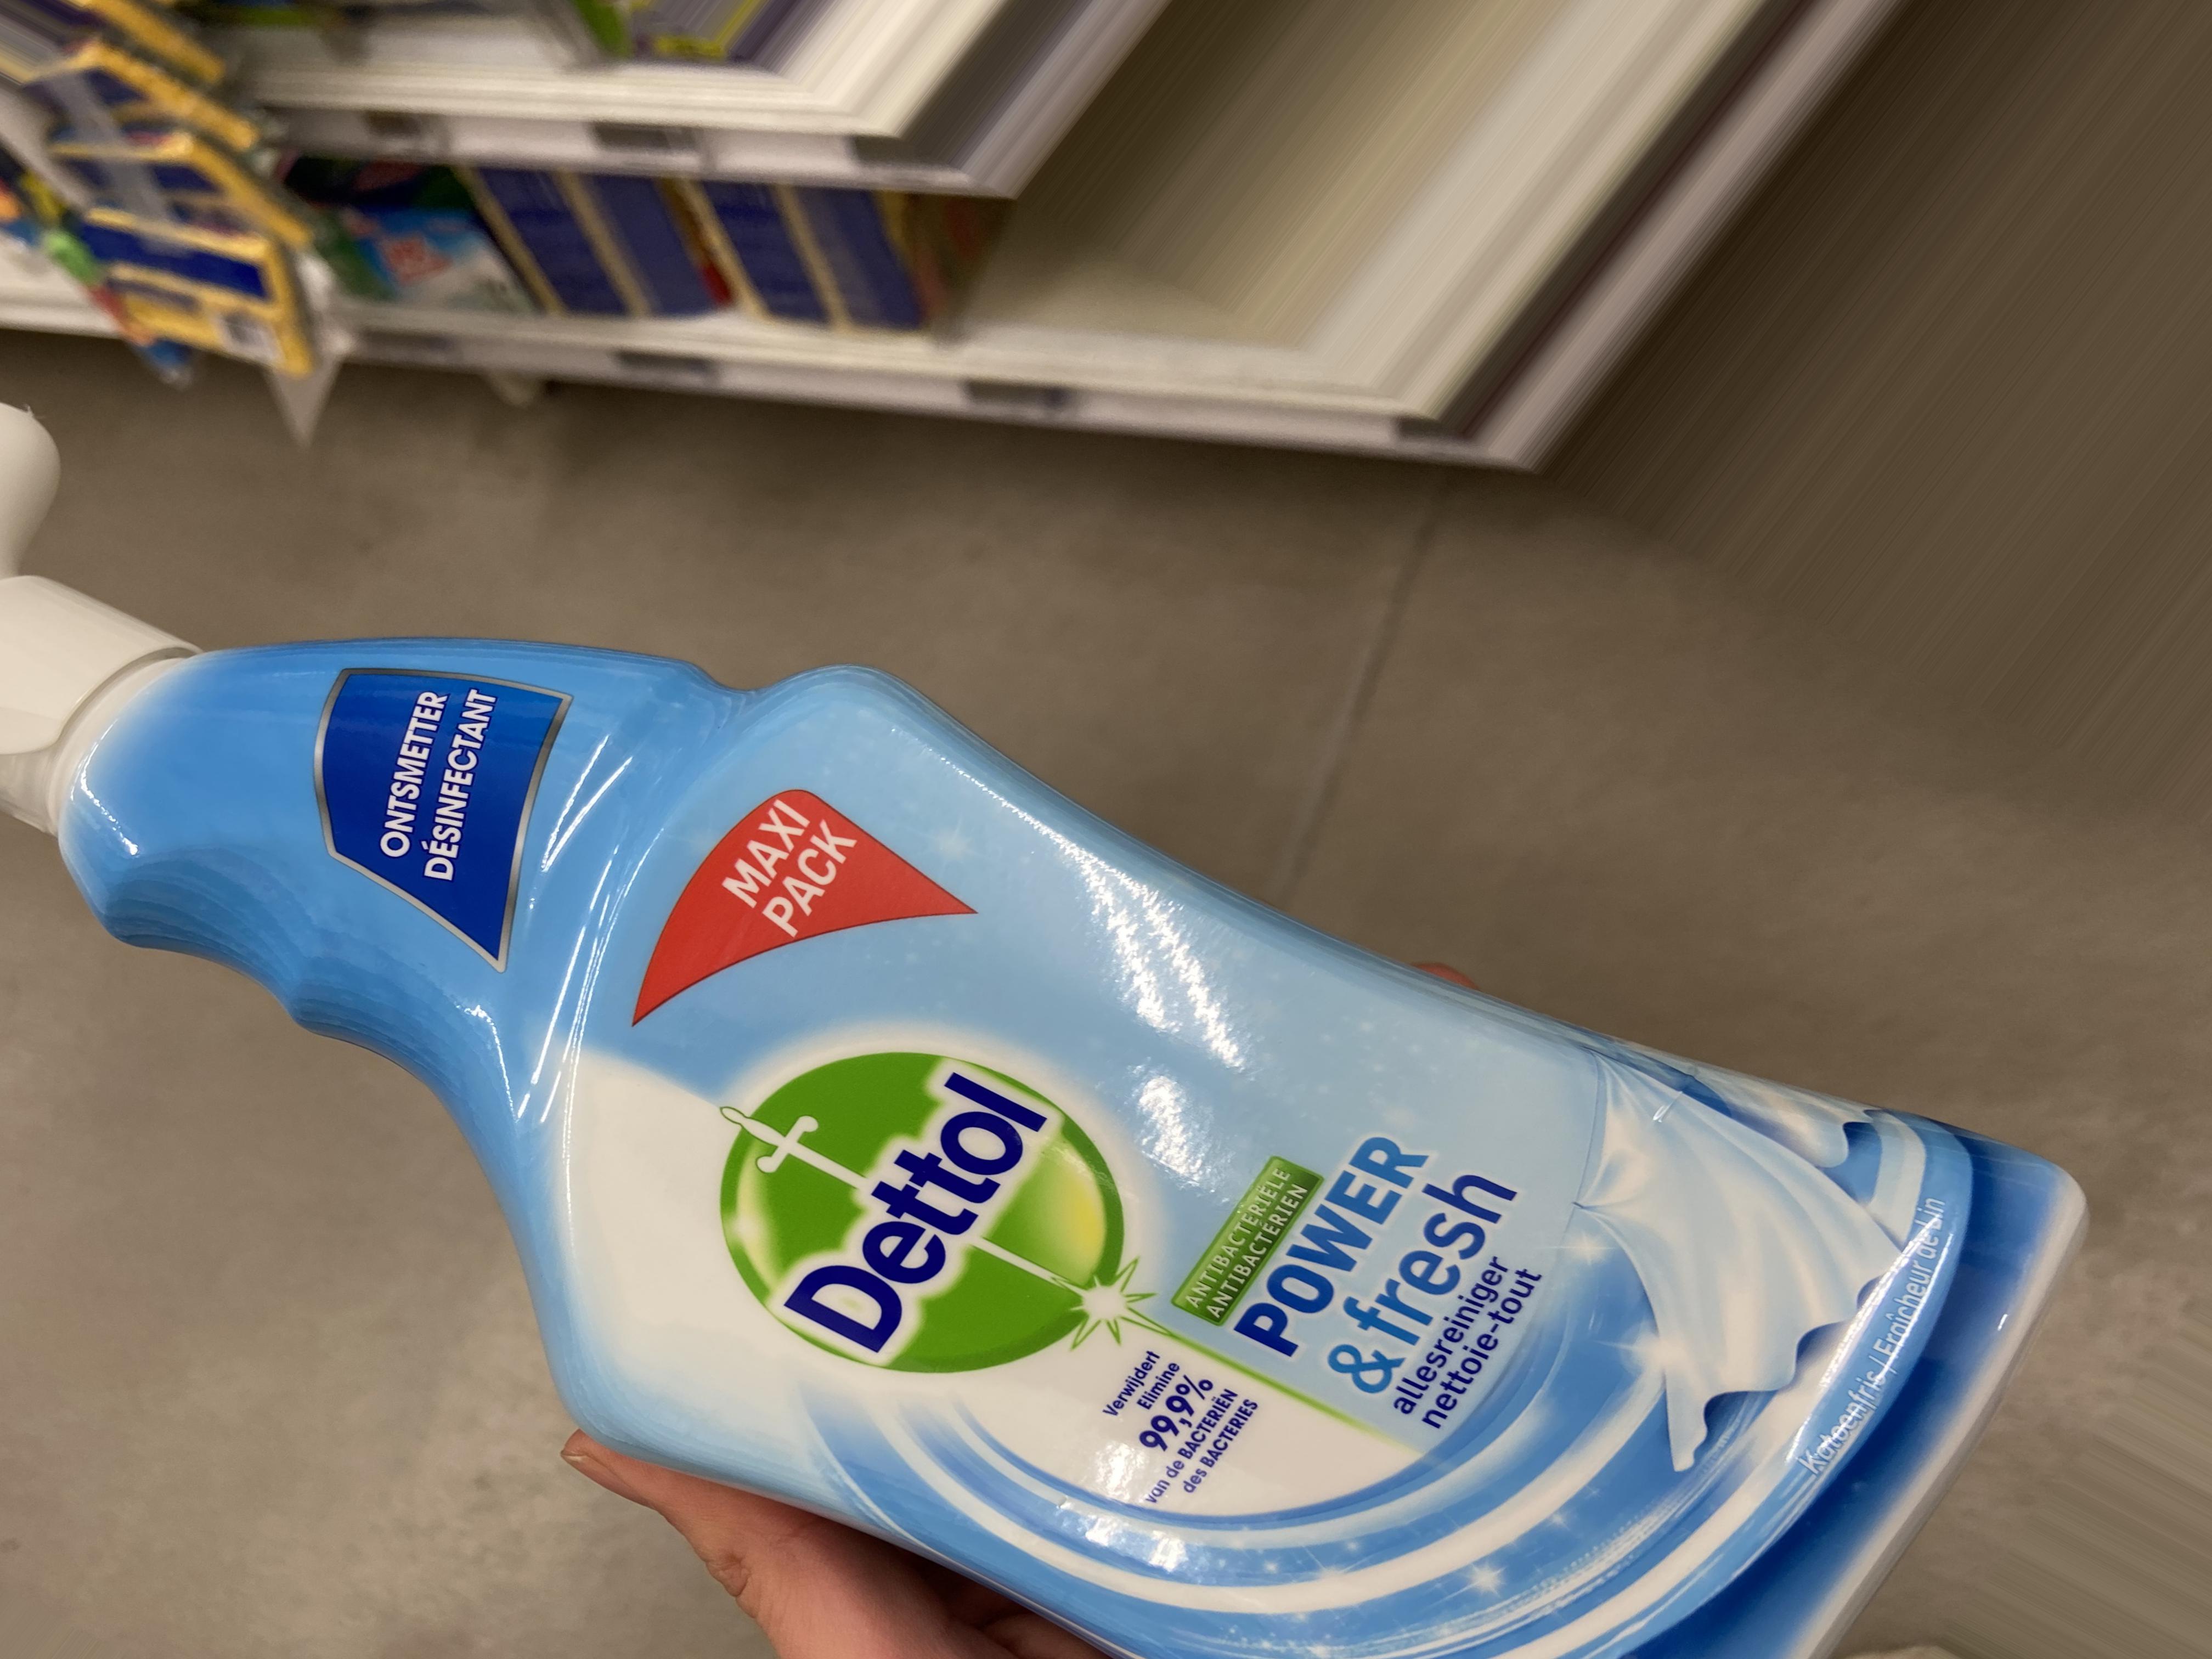 ONTSMETTER
DÉSINFECTANT
MAXI
PACK
Dettol
ANTIBACTERIËLE
ANTIBACTÉRIEN
POWER
& fresh
allesreiniger
nettoie-tout
Verwijdert
Elimine
99,9%
van de BACTERIËN
des BACTERIES
Katoenfris | Fraîcheur de Lin